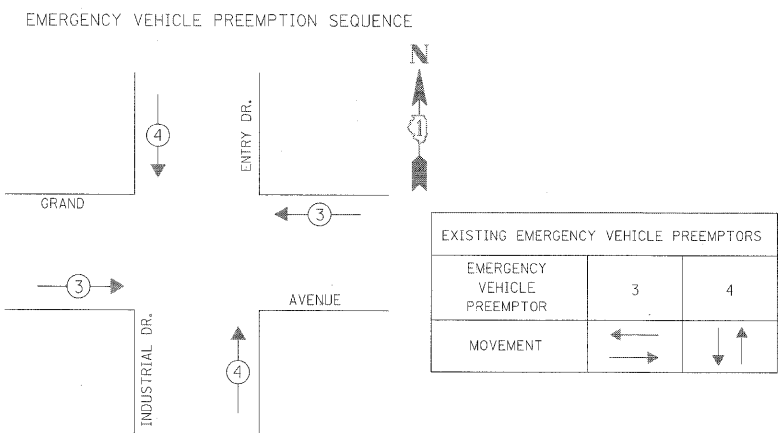 EMERGENCY VEHICLE PREEMPTION SEQUENCE
N
1
4
ENTRY DR.
GRAND
3
3
AVENUE
INDUSTRIAL DR.
4
EXISTING EMERGENCY VEHICLE PREEMPTORS
EMERGENCY
VEHICLE
PREEMPTOR
3
4
MOVEMENT